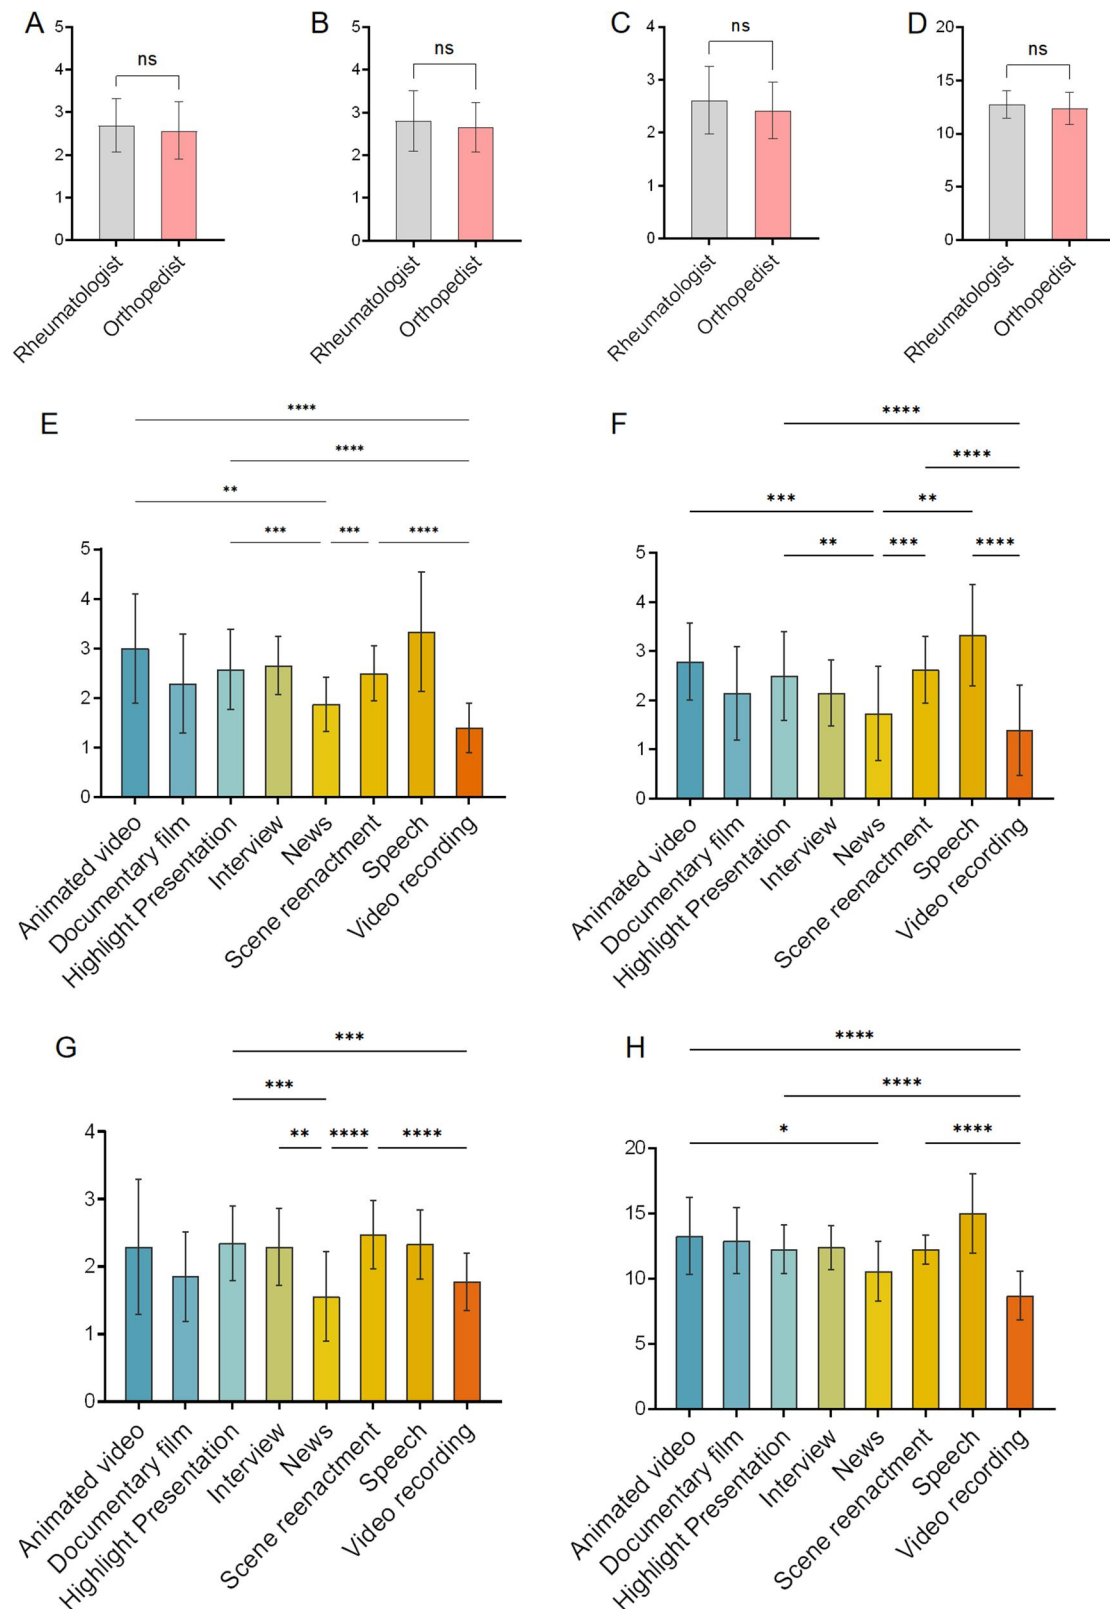 A
B
C
D
5
4
3
2
1
0
ns
Rheumatologist
Orthopedist
5
4
3
2
1
0
ns
Rheumatologist
Orthopedist
4
3
2
1
0
ns
Rheumatologist
Orthopedist
20
15
10
5
0
ns
Rheumatologist
Orthopedist
E
****
****
**
***
***
****
5
4
3
2
1
0
Animated video
Documentary film
Highlight Presentation
Interview
News
Scene reenactment
Speech
Video recording
F
****
****
***
**
**
***
****
5
4
3
2
1
0
Animated video
Documentary film
Highlight Presentation
Interview
News
Scene reenactment
Speech
Video recording
G
***
***
**
****
****
4
3
2
1
0
Animated video
Documentary film
Highlight Presentation
Interview
News
Scene reenactment
Speech
Video recording
H
****
****
*
****
20
15
10
5
0
Animated video
Documentary film
Highlight Presentation
Interview
News
Scene reenactment
Speech
Video recording